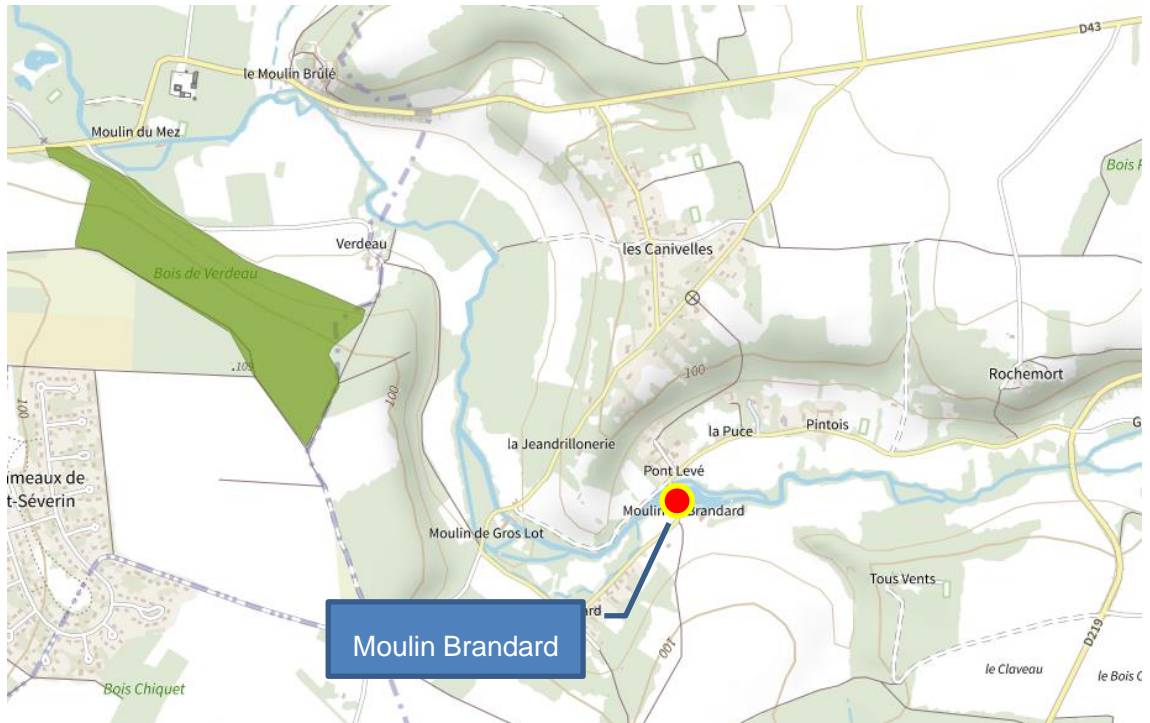 D43
le Moulin Brûlé
Moulin du Mez
Bois
Verdeau
les Canivelles
Bois de Verdeau
.109
100
100
100
Rochemort
la Jeandrillonerie
la Puce
Pintois
G
meaux de
t-Séverin
Pont Levé
Moulin
Brandard
Moulin de Gros Lot
Tous Vents
ard
Moulin Brandard
100
D219
le Claveau
le Bois C
Bois Chiquet